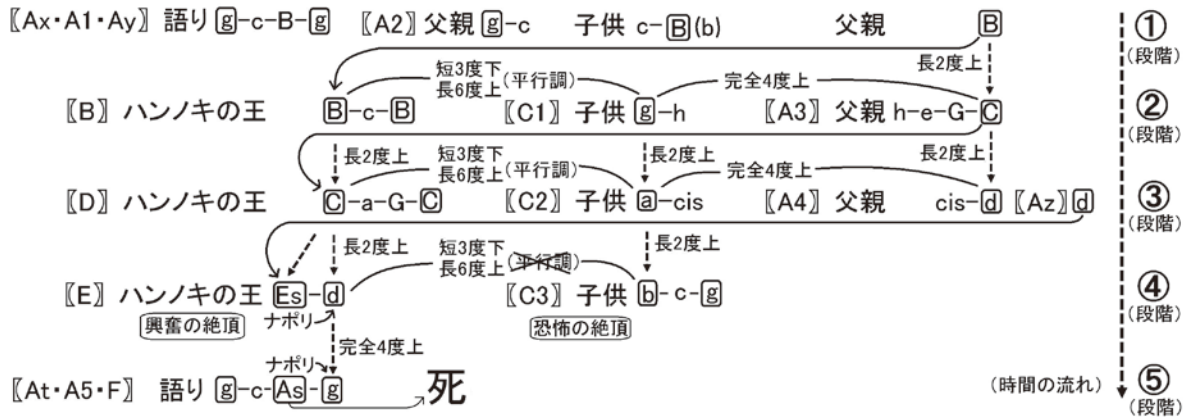 〖Ax・A1・Ay〗 語り g-c-B-g 〖A2〗 父親 g-c 子供 c-B(b) 父親 B ①
(段階)
短3度下
長6度上(平行調) 完全4度上 長2度上
〖B〗 ハンノキの王 B-c-B 〖C1〗 子供 g-h 〖A3〗 父親 h-e-G-C ②
(段階)
長2度上 短3度下
長6度上(平行調) 長2度上 完全4度上 長2度上
〖D〗 ハンノキの王 C-a-G-C 〖C2〗 子供 a-cis 〖A4〗 父親 cis-d 〖Az〗 d ③
(段階)
長2度上 短3度下
長6度上(平行調) 長2度上
〖E〗 ハンノキの王 Es-d 〖C3〗 子供 b-c-g ④
(段階)
興奮の絶頂 ナポリ 恐怖の絶頂
完全4度上
ナポリ
〖At・A5・F〗 語り g-c-As-g 死 (時間の流れ) ⑤
(段階)